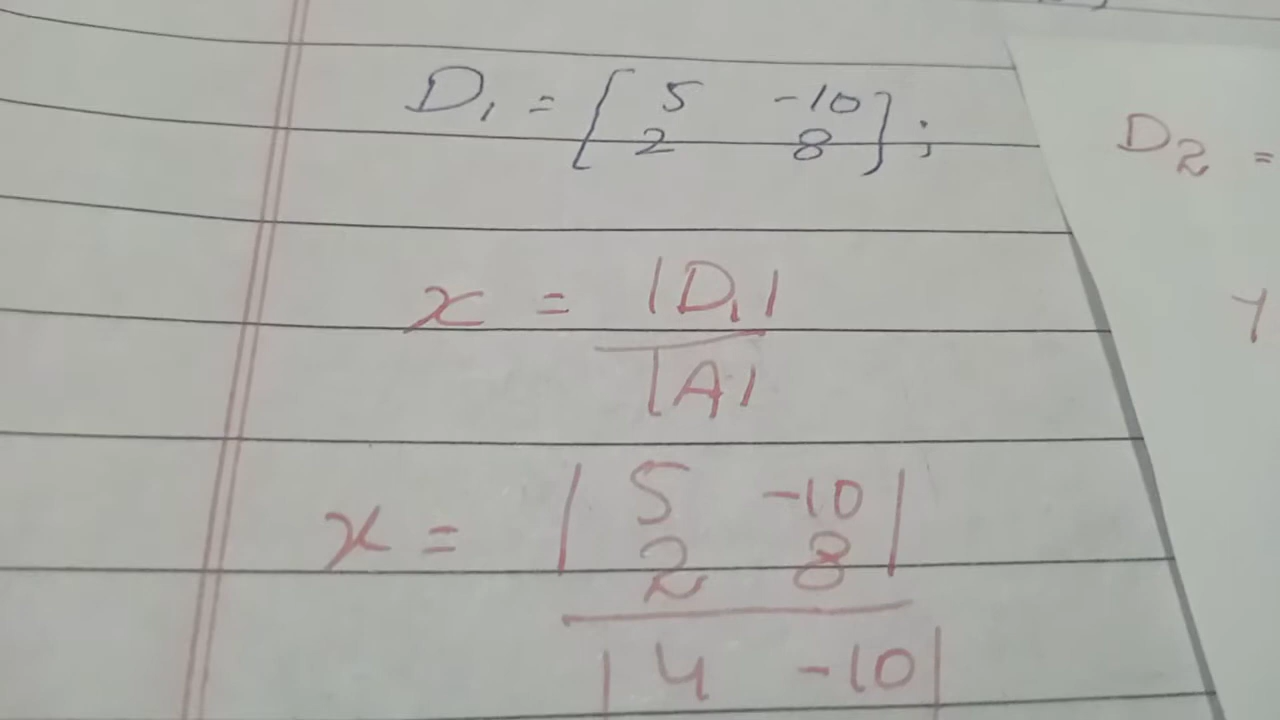 D₁ = [ 5 -10
2 8 ] ;
x = |D₁|
|A|
x = | 5 -10 |
2 8
| 4 -10 |
D₂ =
y